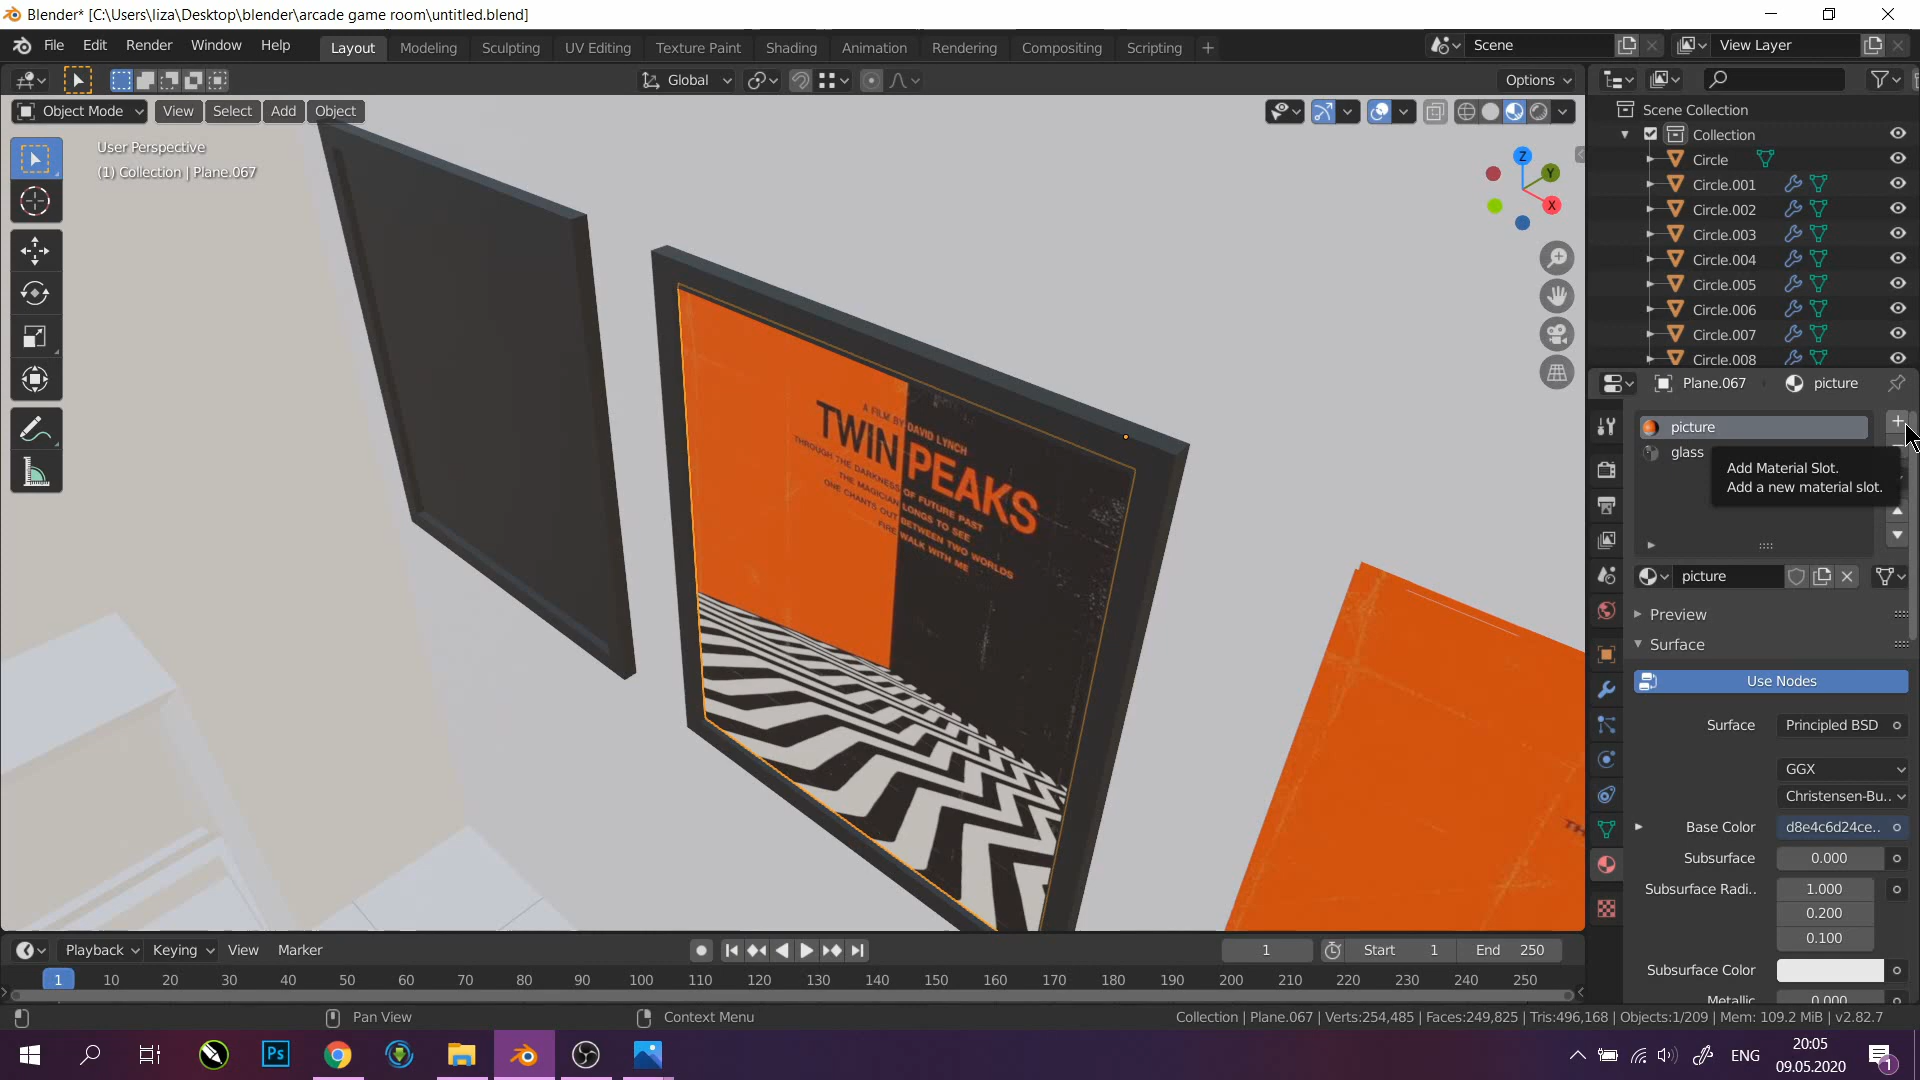 Blender* [C:\Users\liza\Desktop\blender\arcade game room\untitled.blend]
File Edit Render Window Help
Layout Modeling Sculpting UV Editing Texture Paint Shading Animation Rendering Compositing Scripting +
Scene
View Layer
Global
Options
Object Mode View Select Add Object
User Perspective
(1) Collection | Plane.067
Z
Y
X
A FILM BY DAVID LYNCH
TWIN PEAKS
THROUGH THE DARKNESS OF FUTURE PAST
THE MAGICIAN LONGS TO SEE
ONE CHANTS OUT BETWEEN TWO WORLDS
FIRE WALK WITH ME
TH
Scene Collection
Collection
Circle
Circle.001
Circle.002
Circle.003
Circle.004
Circle.005
Circle.006
Circle.007
Circle.008
Plane.067 picture
picture
glass
Add Material Slot.
Add a new material slot.
picture
Preview
Surface
Use Nodes
Surface Principled BSD
GGX
Christensen-Bu..
Base Color d8e4c6d24ce..
Subsurface 0.000
Subsurface Radi.. 1.000
0.200
0.100
Subsurface Color
Metallic 0.000
Playback Keying View Marker
1
Start 1
End 250
1 10 20 30 40 50 60 70 80 90 100 110 120 130 140 150 160 170 180 190 200 210 220 230 240 250
Pan View
Context Menu
Collection | Plane.067 | Verts:254,485 | Faces:249,825 | Tris:496,168 | Objects:1/209 | Mem: 109.2 MiB | v2.82.7
Ps
ENG
20:05
09.05.2020
1